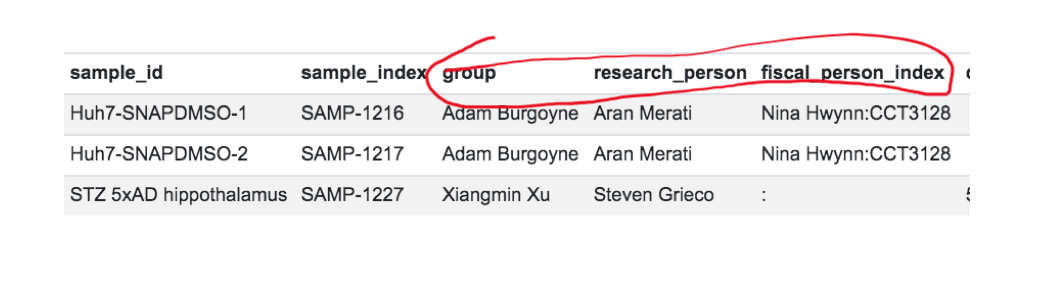 sample_id sample_index group research_person fiscal_person_index
Huh7-SNAPDMSO-1 SAMP-1216 Adam Burgoyne Aran Merati Nina Hwynn:CCT3128
Huh7-SNAPDMSO-2 SAMP-1217 Adam Burgoyne Aran Merati Nina Hwynn:CCT3128
STZ 5xAD hippothalamus SAMP-1227 Xiangmin Xu Steven Grieco :